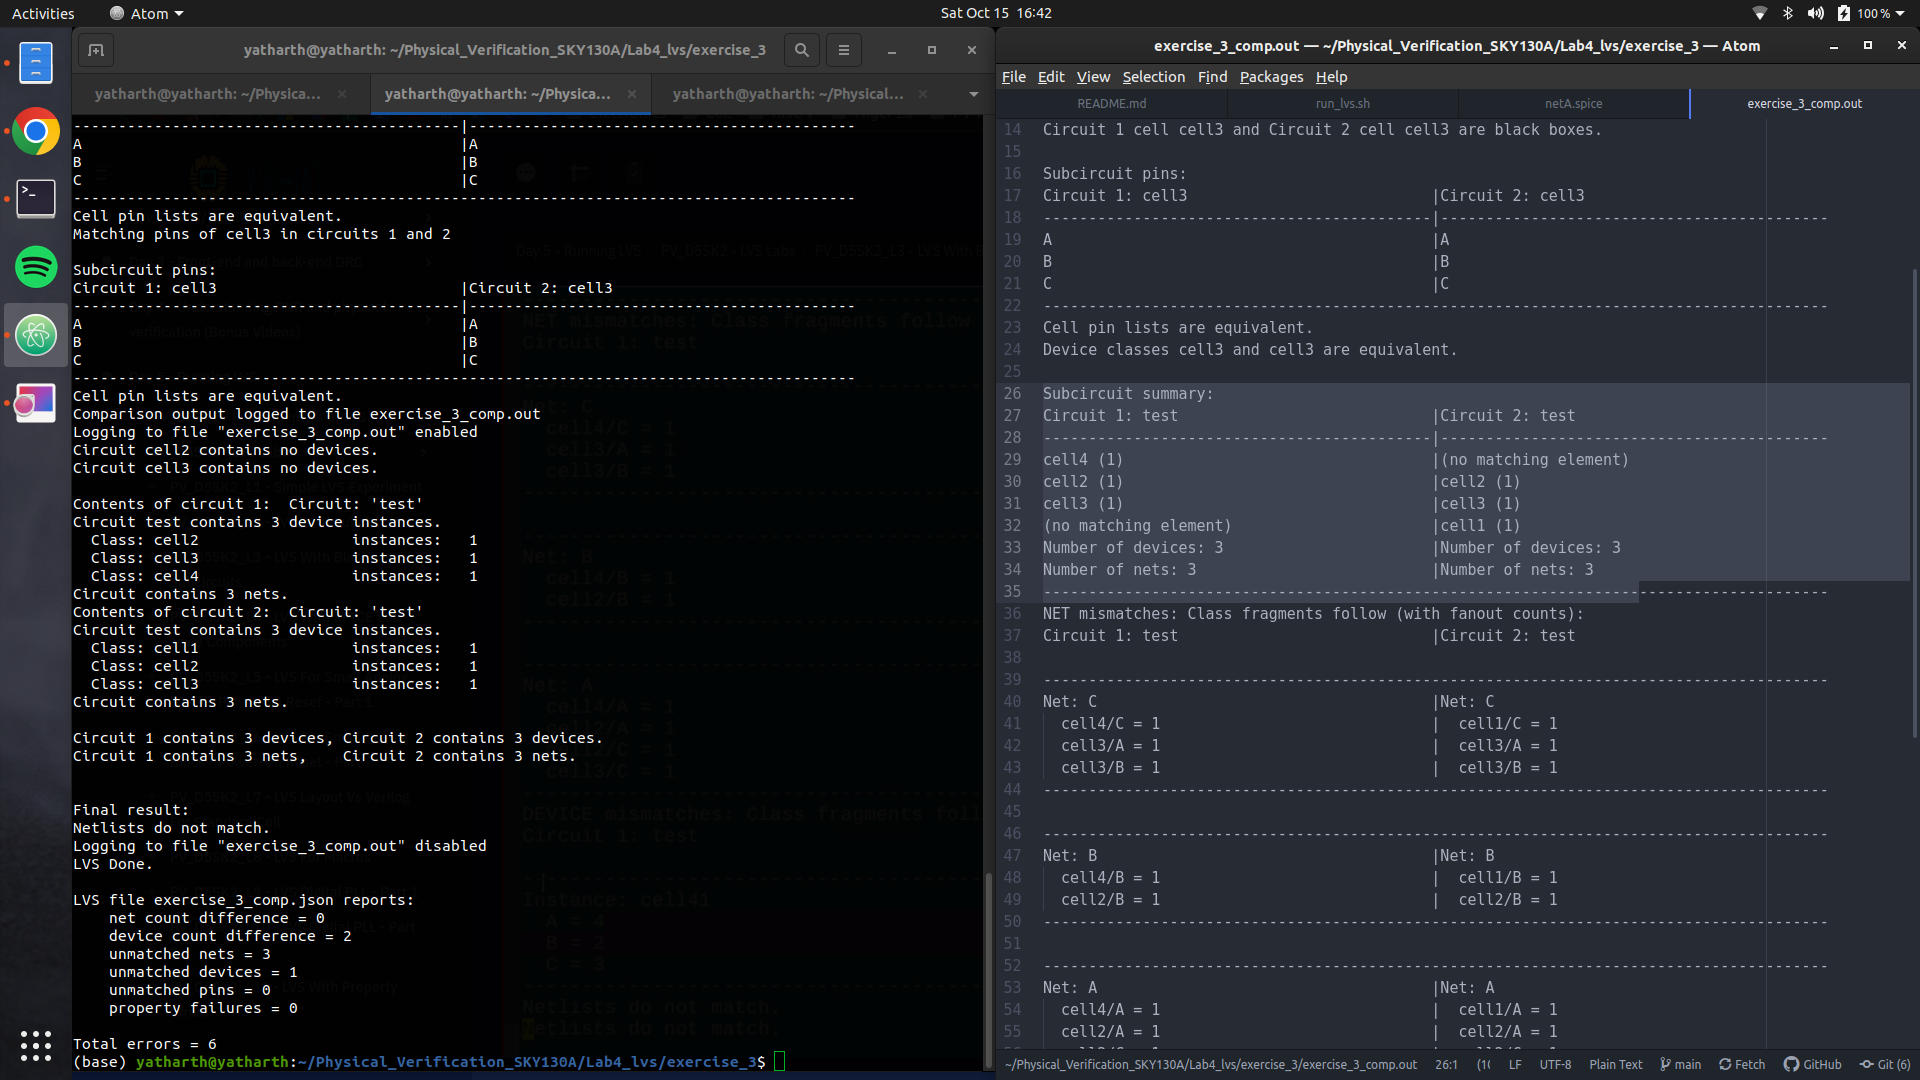 Activities
Atom
Sat Oct 15 16:42
100 %
yatharth@yatharth: ~/Physical_Verification_SKY130A/Lab4_lvs/exercise_3
yatharth@yatharth: ~/Physica...
yatharth@yatharth: ~/Physica...
yatharth@yatharth: ~/Physical...
-------------------------------------------|-------------------------------------------
A |A
B |B
C |C
---------------------------------------------------------------------------------------
Cell pin lists are equivalent.
Matching pins of cell3 in circuits 1 and 2
Subcircuit pins:
Circuit 1: cell3 |Circuit 2: cell3
-------------------------------------------|-------------------------------------------
A |A
B |B
C |C
---------------------------------------------------------------------------------------
Cell pin lists are equivalent.
Comparison output logged to file exercise_3_comp.out
Logging to file "exercise_3_comp.out" enabled
Circuit cell2 contains no devices.
Circuit cell3 contains no devices.
Contents of circuit 1:  Circuit: 'test'
Circuit test contains 3 device instances.
Class: cell2 instances: 1
Class: cell3 instances: 1
Class: cell4 instances: 1
Circuit contains 3 nets.
Contents of circuit 2:  Circuit: 'test'
Circuit test contains 3 device instances.
Class: cell1 instances: 1
Class: cell2 instances: 1
Class: cell3 instances: 1
Circuit contains 3 nets.
Circuit 1 contains 3 devices, Circuit 2 contains 3 devices.
Circuit 1 contains 3 nets,    Circuit 2 contains 3 nets.
Final result:
Netlists do not match.
Logging to file "exercise_3_comp.out" disabled
LVS Done.
LVS file exercise_3_comp.json reports:
net count difference = 0
device count difference = 2
unmatched nets = 3
unmatched devices = 1
unmatched pins = 0
property failures = 0
Total errors = 6
(base) yatharth@yatharth:~/Physical_Verification_SKY130A/Lab4_lvs/exercise_3$
exercise_3_comp.out — ~/Physical_Verification_SKY130A/Lab4_lvs/exercise_3 — Atom
File Edit View Selection Find Packages Help
README.md
run_lvs.sh
netA.spice
exercise_3_comp.out
14 Circuit 1 cell cell3 and Circuit 2 cell cell3 are black boxes.
15
16 Subcircuit pins:
17 Circuit 1: cell3 |Circuit 2: cell3
18 -------------------------------------------|-------------------------------------------
19 A |A
20 B |B
21 C |C
22 ---------------------------------------------------------------------------------------
23 Cell pin lists are equivalent.
24 Device classes cell3 and cell3 are equivalent.
25
26 Subcircuit summary:
27 Circuit 1: test |Circuit 2: test
28 -------------------------------------------|-------------------------------------------
29 cell4 (1) |(no matching element)
30 cell2 (1) |cell2 (1)
31 cell3 (1) |cell3 (1)
32 (no matching element) |cell1 (1)
33 Number of devices: 3 |Number of devices: 3
34 Number of nets: 3 |Number of nets: 3
35 ---------------------------------------------------------------------------------------
36 NET mismatches: Class fragments follow (with fanout counts):
37 Circuit 1: test |Circuit 2: test
38
39 ---------------------------------------------------------------------------------------
40 Net: C |Net: C
41 cell4/C = 1 | cell1/C = 1
42 cell3/A = 1 | cell3/A = 1
43 cell3/B = 1 | cell3/B = 1
44 ---------------------------------------------------------------------------------------
45
46 ---------------------------------------------------------------------------------------
47 Net: B |Net: B
48 cell4/B = 1 | cell1/B = 1
49 cell2/B = 1 | cell2/B = 1
50 ---------------------------------------------------------------------------------------
51
52 ---------------------------------------------------------------------------------------
53 Net: A |Net: A
54 cell4/A = 1 | cell1/A = 1
55 cell2/A = 1 | cell2/A = 1
~/Physical_Verification_SKY130A/Lab4_lvs/exercise_3/exercise_3_comp.out 26:1 (10 LF UTF-8 Plain Text main Fetch GitHub Git (6)